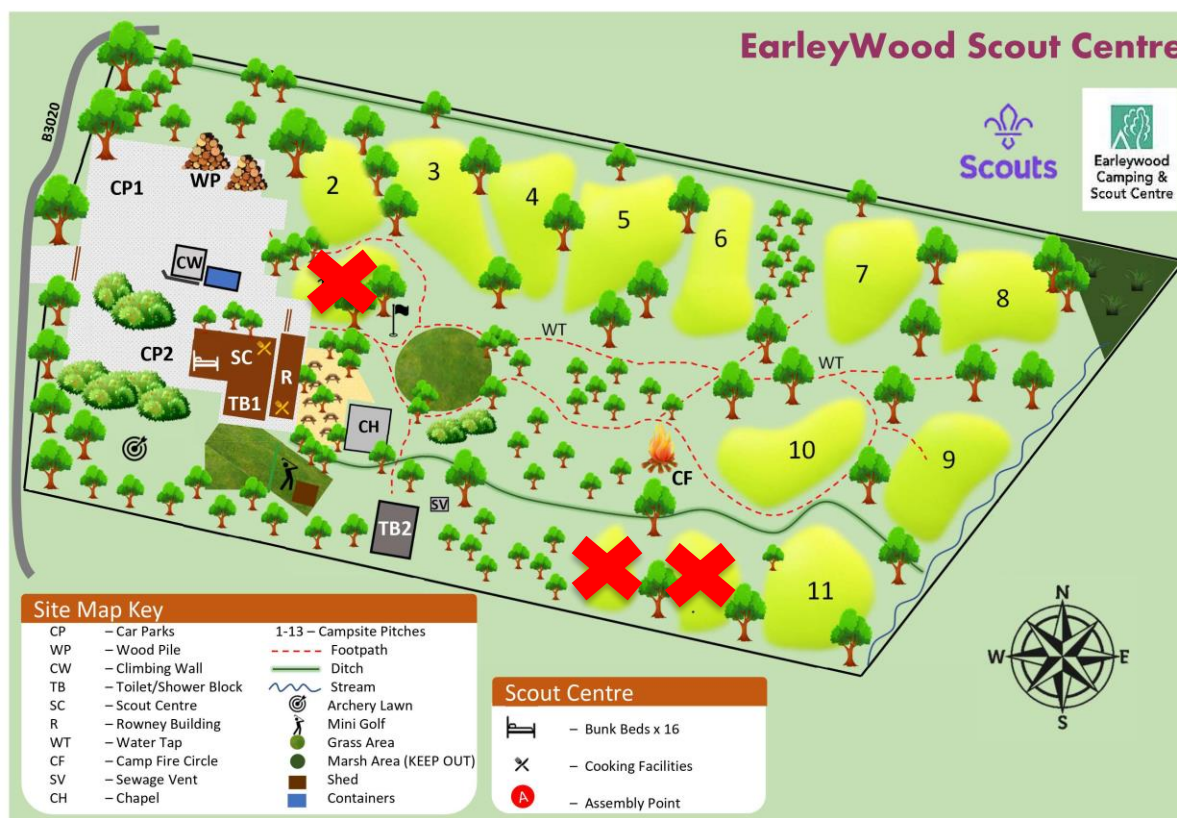 EarleyWood Scout Centre
B3020
Scouts
Earleywood
Camping &
Scout Centre
CP1
WP
2
3
4
5
6
7
8
CW
CP2
SC
R
TB1
CH
WT
WT
10
9
CF
SV
TB2
11
Site Map Key
CP – Car Parks
WP – Wood Pile
CW – Climbing Wall
TB – Toilet/Shower Block
SC – Scout Centre
R – Rowney Building
WT – Water Tap
CF – Camp Fire Circle
SV – Sewage Vent
CH – Chapel
1-13 – Campsite Pitches
– Footpath
– Ditch
– Stream
Archery Lawn
Mini Golf
Grass Area
Marsh Area (KEEP OUT)
Shed
Containers
Scout Centre
– Bunk Beds x 16
– Cooking Facilities
A – Assembly Point
N
W E
S